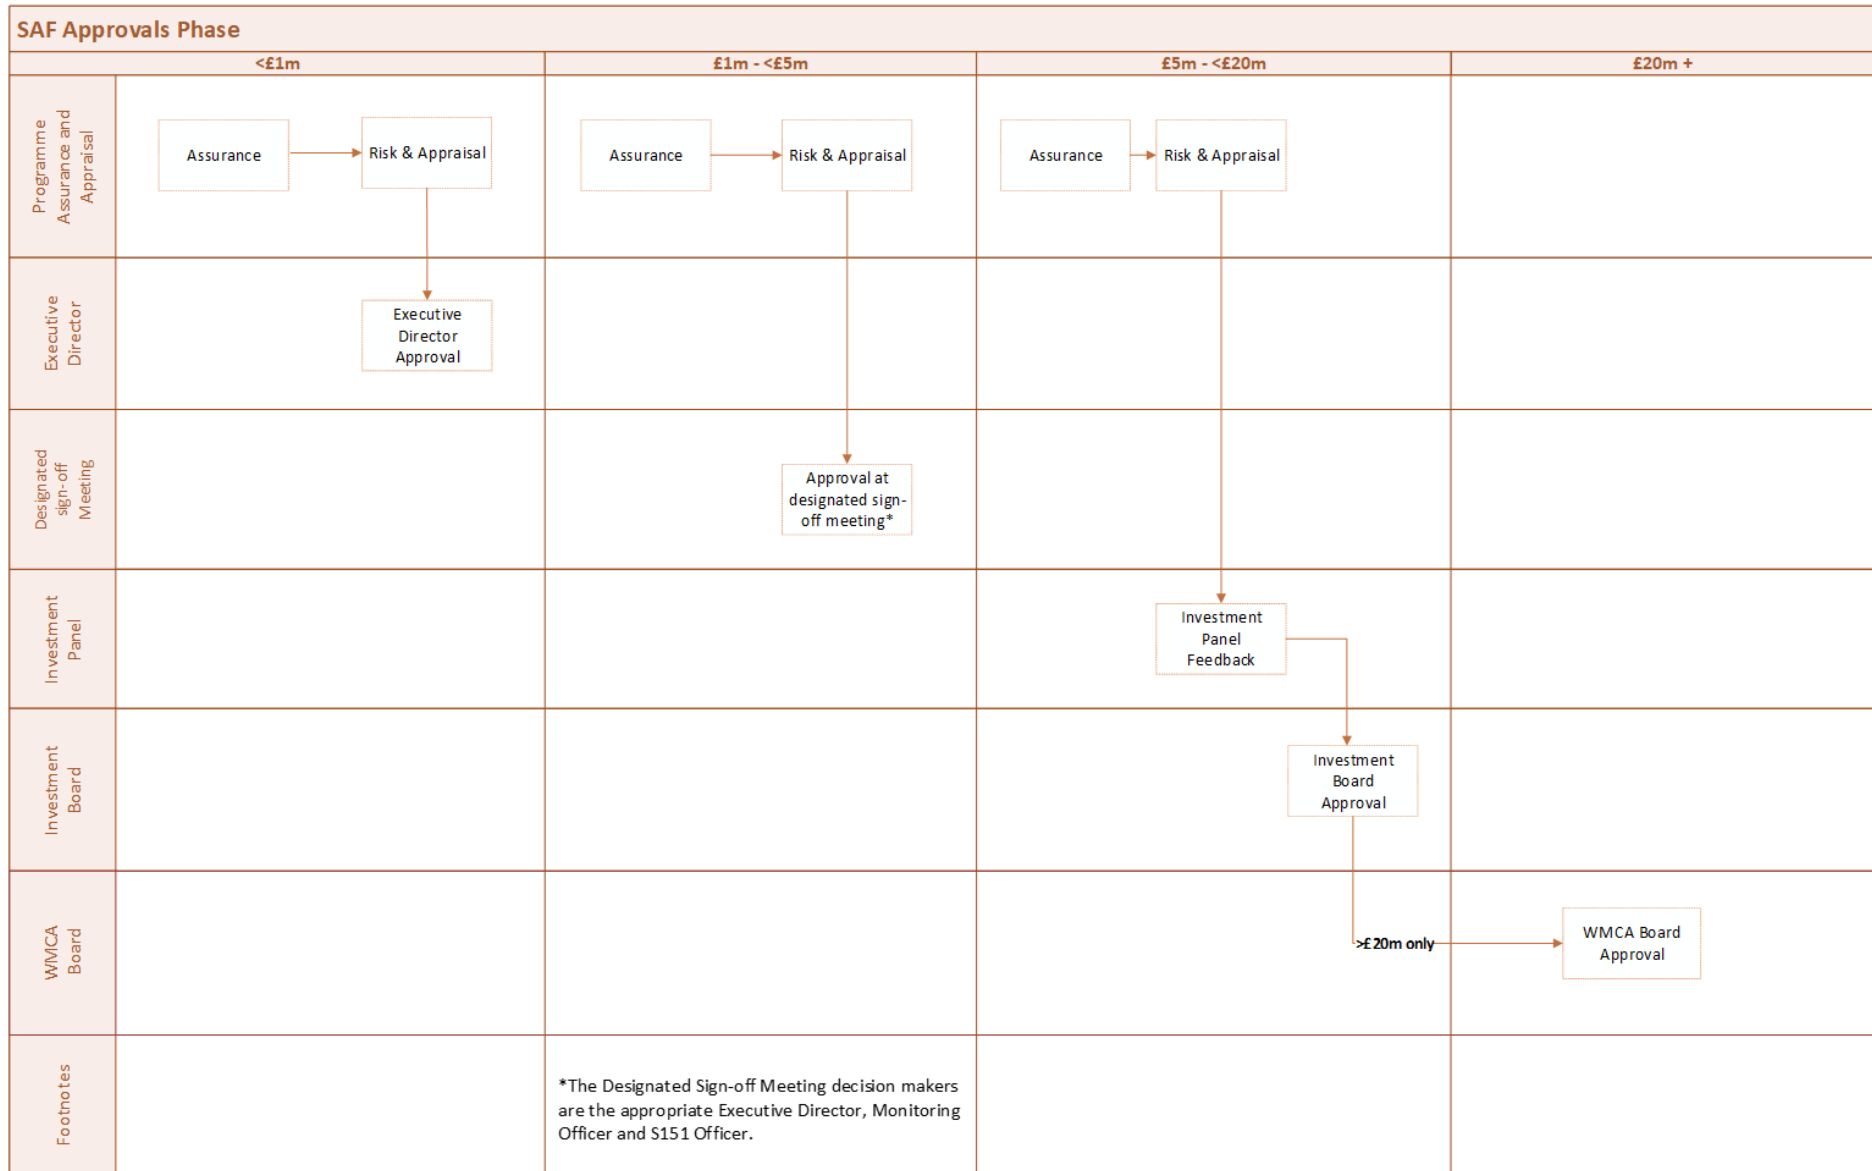 SAF Approvals Phase
<£1m
£1m - <£5m
£5m - <£20m
£20m +
Programme
Assurance and
Appraisal
Assurance
Risk & Appraisal
Assurance
Risk & Appraisal
Assurance
Risk & Appraisal
Executive
Director
Executive
Director
Approval
Designated
sign-off
Meeting
Approval at
designated sign-
off meeting*
Investment
Panel
Investment
Panel
Feedback
Investment
Board
Investment
Board
Approval
WMCA
Board
>£20m only
WMCA Board
Approval
Footnotes
*The Designated Sign-off Meeting decision makers
are the appropriate Executive Director, Monitoring
Officer and S151 Officer.